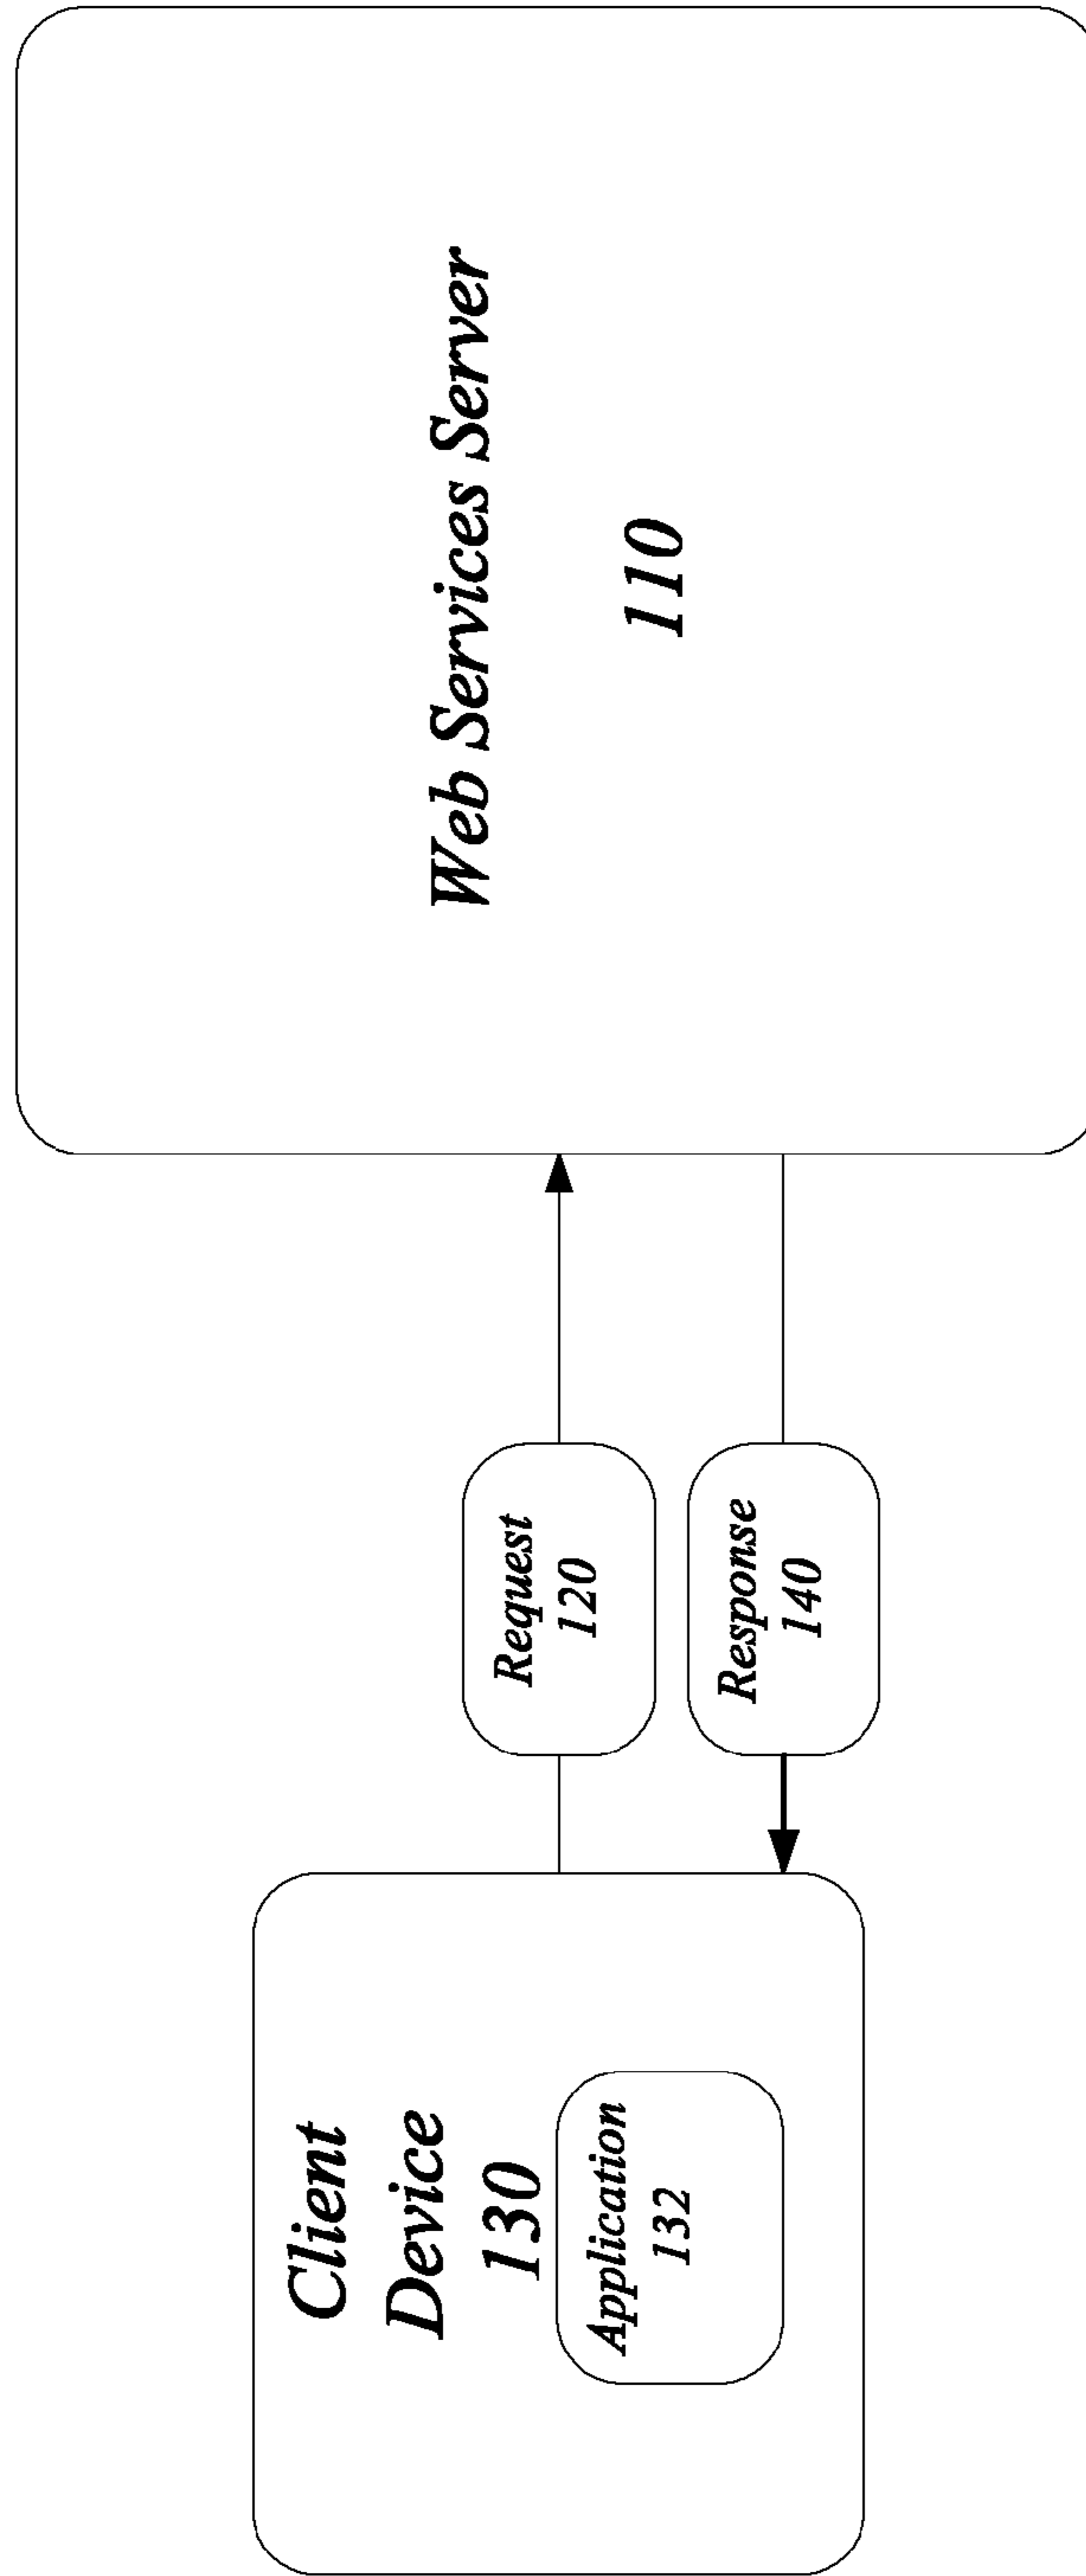 Client
Device
130
Application
132
Request
120
Response
140
Web Services Server
110